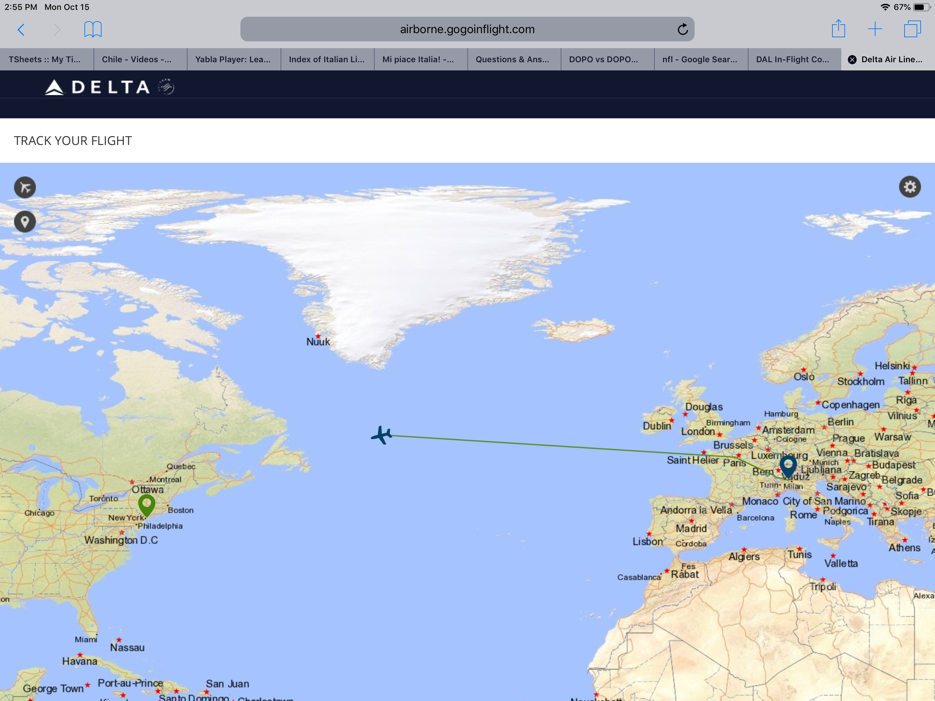 2:55 PM Mon Oct 15 67%
airborne.gogoinflight.com
TSheets :: My Ti... Chile - Videos -... Yabla Player: Lea... Index of Italian Li... Mi piace Italia! -... Questions & Ans... DOPO vs DOPO... nfl - Google Sear... DAL In-Flight Co... Delta Air Line...
DELTA
TRACK YOUR FLIGHT
Nuuk
Helsinki
Oslo
Stockholm
Tallinn
Riga
Copenhagen
Vilnius
Douglas
Hamburg
Dublin
Birmingham
Berlin
London
Amsterdam
Warsaw
Cologne
Prague
Brussels
Luxembourg
Vienna
Bratislava
Saint Helier
Paris
Munich
Budapest
Bern
Ljubljana
Zagreb
Belgrade
Turin
Milan
Sarajevo
Sofia
Monaco
City of San Marino
Andorra la Vella
Barcelona
Rome
Podgorica
Skopje
Naples
Tirana
Madrid
Lisbon
Cordoba
Athens
Algiers
Tunis
Valletta
Casablanca
Fes
Rabat
Tripoli
Alexa
Quebec
Montreal
Ottawa
Toronto
Chicago
Boston
New York
Philadelphia
Washington D.C
on
Miami
Nassau
Havana
George Town
Port-au-Prince
San Juan
Santo Domingo